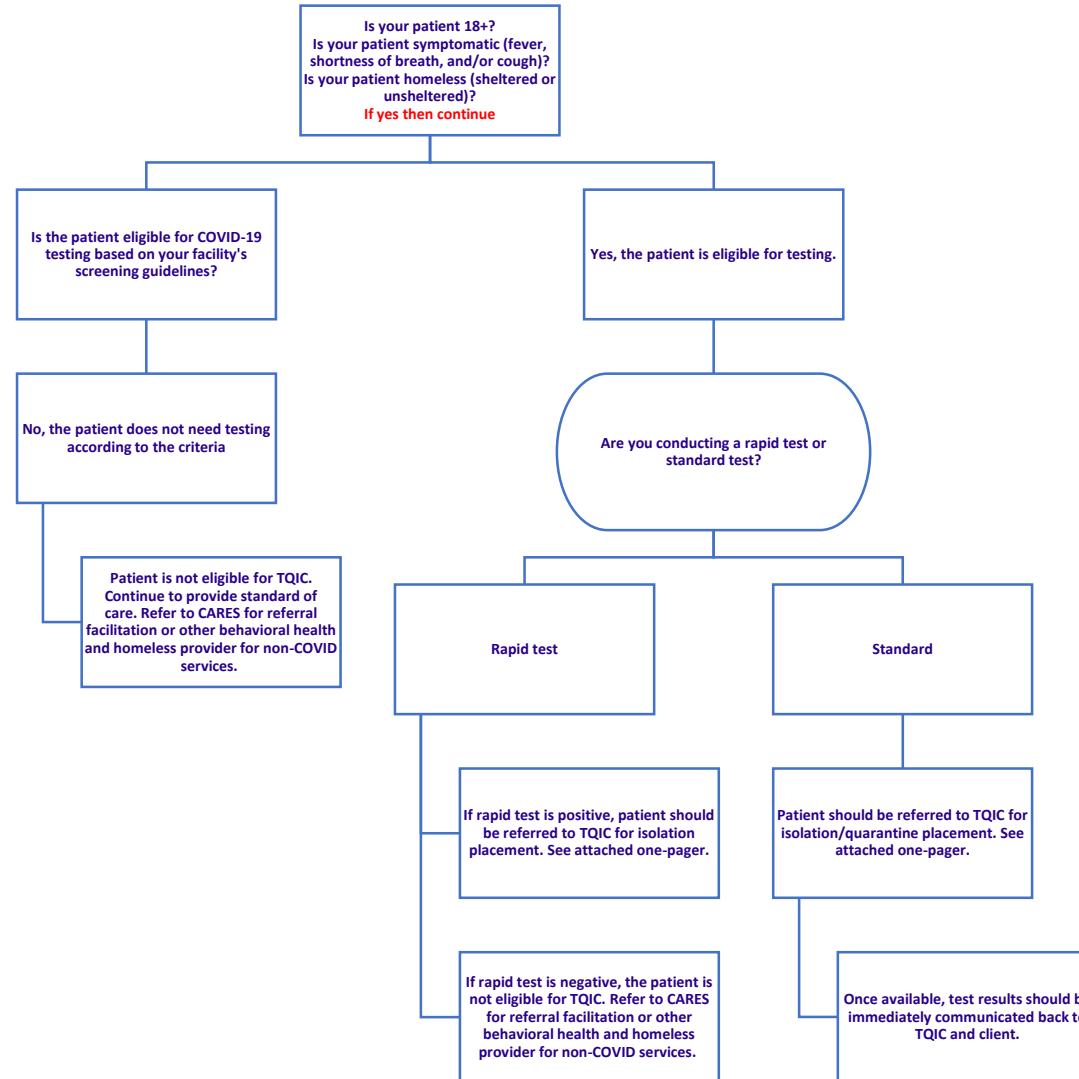 Is your patient 18+?
Is your patient symptomatic (fever,
shortness of breath, and/or cough)?
Is your patient homeless (sheltered or
unsheltered)?
If yes then continue
Is the patient eligible for COVID-19
testing based on your facility's
screening guidelines?
Yes, the patient is eligible for testing.
No, the patient does not need testing
according to the criteria
Are you conducting a rapid test or
standard test?
Patient is not eligible for TQIC.
Continue to provide standard of
care. Refer to CARES for referral
facilitation or other behavioral health
and homeless provider for non-COVID
services.
Rapid test
Standard
If rapid test is positive, patient should
be referred to TQIC for isolation
placement. See attached one-pager.
Patient should be referred to TQIC for
isolation/quarantine placement. See
attached one-pager.
If rapid test is negative, the patient is
not eligible for TQIC. Refer to CARES
for referral facilitation or other
behavioral health and homeless
provider for non-COVID services.
Once available, test results should
immediately communicated back
TQIC and client.